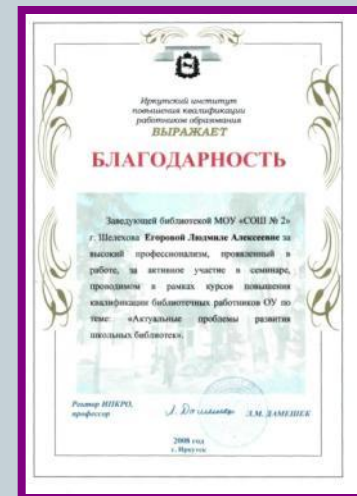 Иркутский институт
повышения квалификации
работников образования
ВЫРАЖАЕТ
БЛАГОДАРНОСТЬ
Заведующей библиотекой МОУ «СОШ № 2»
г. Шелехова Егоровой Людмиле Алексеевне за
высокий профессионализм, проявленный в
работе, за активное участие в семинаре,
проводимом в рамках курсов повышения
квалификации библиотечных работников ОУ по
теме: «Актуальные проблемы развития
школьных библиотек».
Ректор ИПКРО,
профессор
Л.М. ДАМЕШЕК
2008 год
г. Иркутск